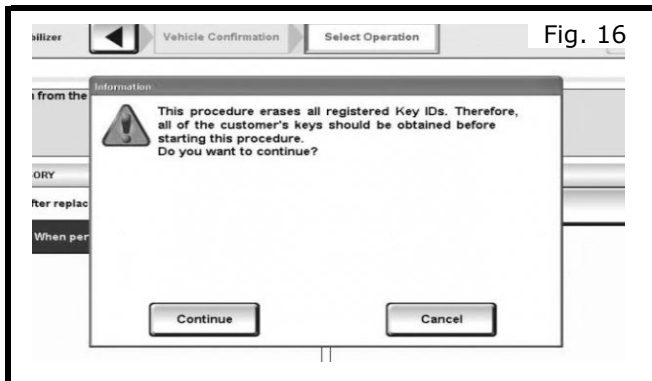 Fig. 16
bilizer
Vehicle Confirmation
Select Operation
Information
n from the
This procedure erases all registered Key IDs. Therefore,
all of the customer's keys should be obtained before
starting this procedure.
Do you want to continue?
ORY
fter replac
When per
Continue
Cancel